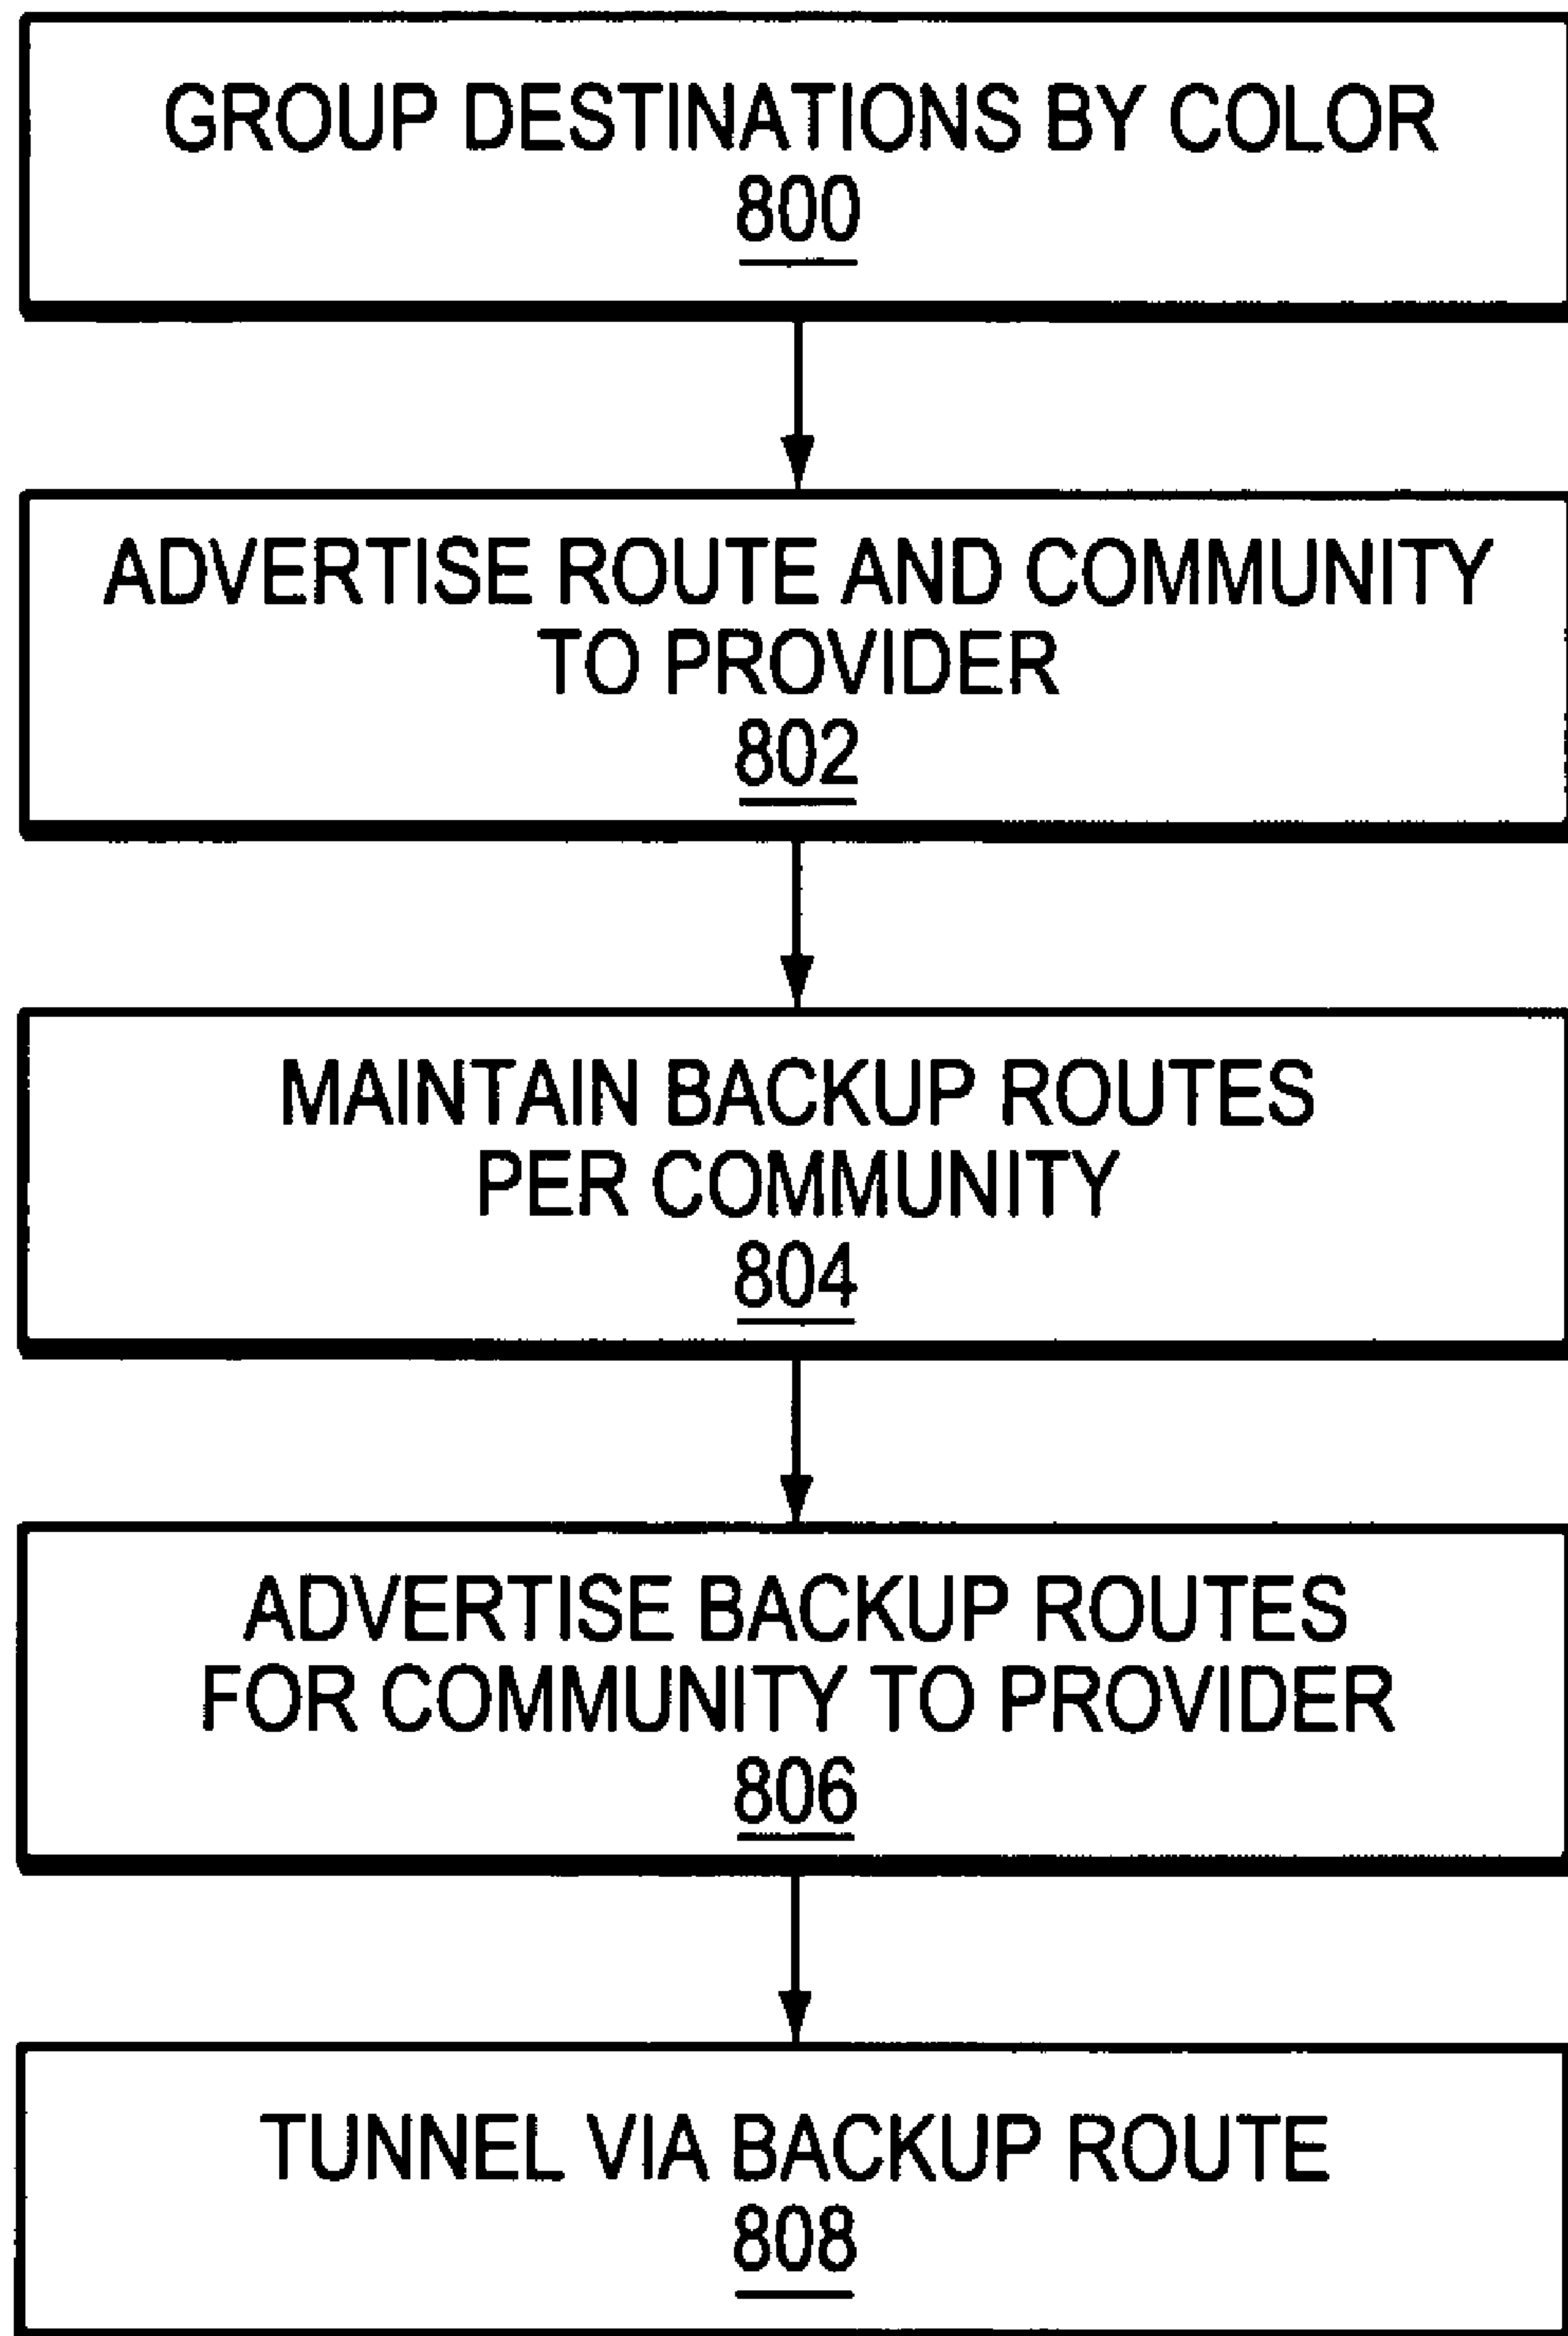 GROUP DESTINATIONS BY COLOR
800
ADVERTISE ROUTE AND COMMUNITY
TO PROVIDER
802
MAINTAIN BACKUP ROUTES
PER COMMUNITY
804
ADVERTISE BACKUP ROUTES
FOR COMMUNITY TO PROVIDER
806
TUNNEL VIA BACKUP ROUTE
808